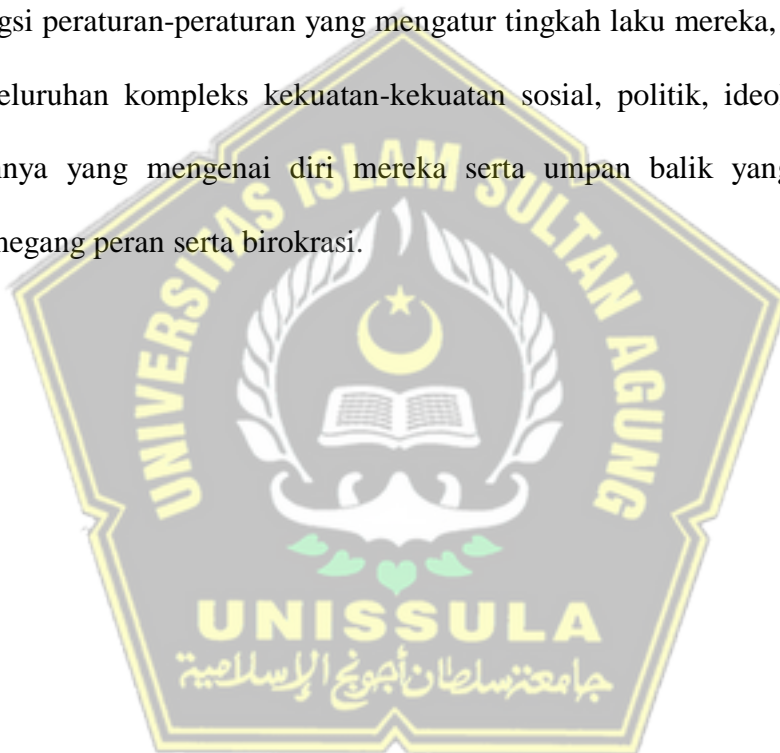 gsi peraturan-peraturan yang mengatur tingkah laku mereka,
eluruhan kompleks kekuatan-kekuatan sosial, politik, ideo
nnya yang mengenai diri mereka serta umpan balik yang
negang peran serta birokrasi.
UNIVERSITAS ISLAM SULTAN AGUNG
UNISSULA
جامعة سلطان أجونج الإسلامية